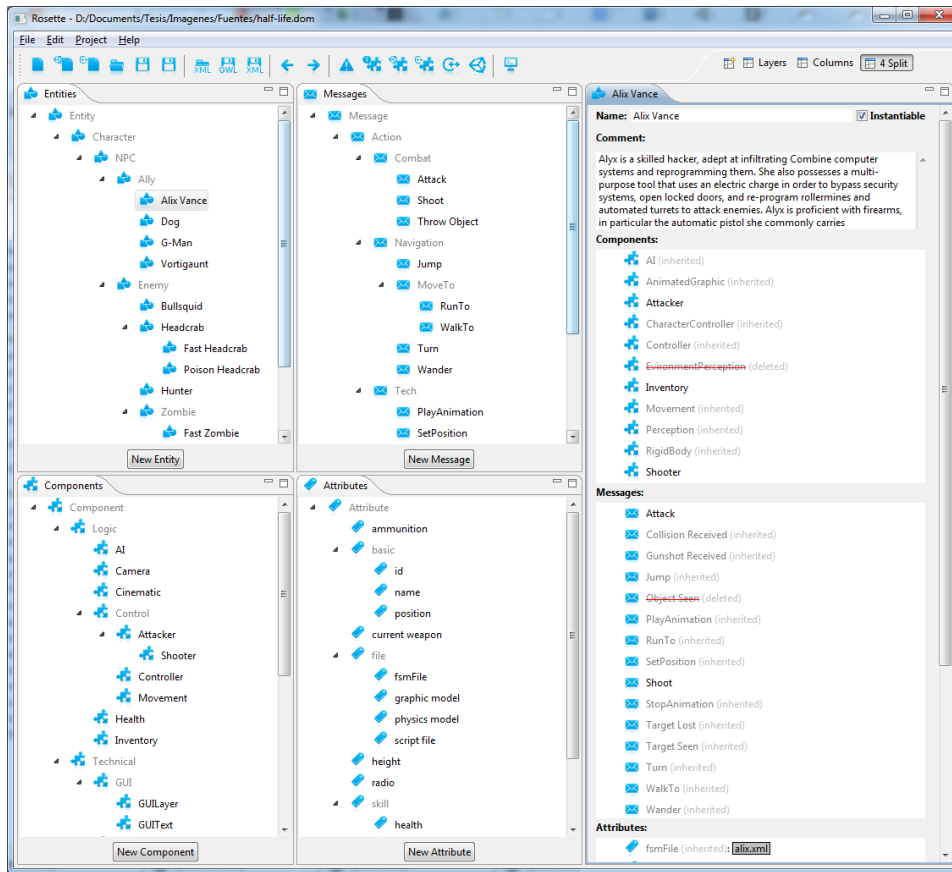 Rosette - D:/Documents/Tesis/Imagenes/Fuentes/half-life.dom
File Edit Project Help
XML OWL XML C+ Layers Columns 4 Split
Entities
Entity
Character
NPC
Ally
Alix Vance
Dog
G-Man
Vortigaunt
Enemy
Bullsquid
Headcrab
Fast Headcrab
Poison Headcrab
Hunter
Zombie
Fast Zombie
New Entity
Messages
Message
Action
Combat
Attack
Shoot
Throw Object
Navigation
Jump
MoveTo
RunTo
WalkTo
Turn
Wander
Tech
PlayAnimation
SetPosition
New Message
Components
Component
Logic
AI
Camera
Cinematic
Control
Attacker
Shooter
Controller
Movement
Health
Inventory
Technical
GUI
GUILayer
GUIText
New Component
Attributes
Attribute
ammunition
basic
id
name
position
current weapon
file
fsmFile
graphic model
physics model
script file
height
radio
skill
health
New Attribute
Alix Vance
Name: Alix Vance Instantiable
Comment:
Alyx is a skilled hacker, adept at infiltrating Combine computer
systems and reprogramming them. She also possesses a multi-
purpose tool that uses an electric charge in order to bypass security
systems, open locked doors, and re-program rollermines and
automated turrets to attack enemies. Alyx is proficient with firearms,
in particular the automatic pistol she commonly carries
Components:
AI (inherited)
AnimatedGraphic (inherited)
Attacker
CharacterController (inherited)
Controller (inherited)
EvironmentPerception (deleted)
Inventory
Movement (inherited)
Perception (inherited)
RigidBody (inherited)
Shooter
Messages:
Attack
Collision Received (inherited)
Gunshot Received (inherited)
Jump (inherited)
Object Seen (deleted)
PlayAnimation (inherited)
RunTo (inherited)
SetPosition (inherited)
Shoot
StopAnimation (inherited)
Target Lost (inherited)
Target Seen (inherited)
Turn (inherited)
WalkTo (inherited)
Wander (inherited)
Attributes:
fsmFile (inherited): alix.xml